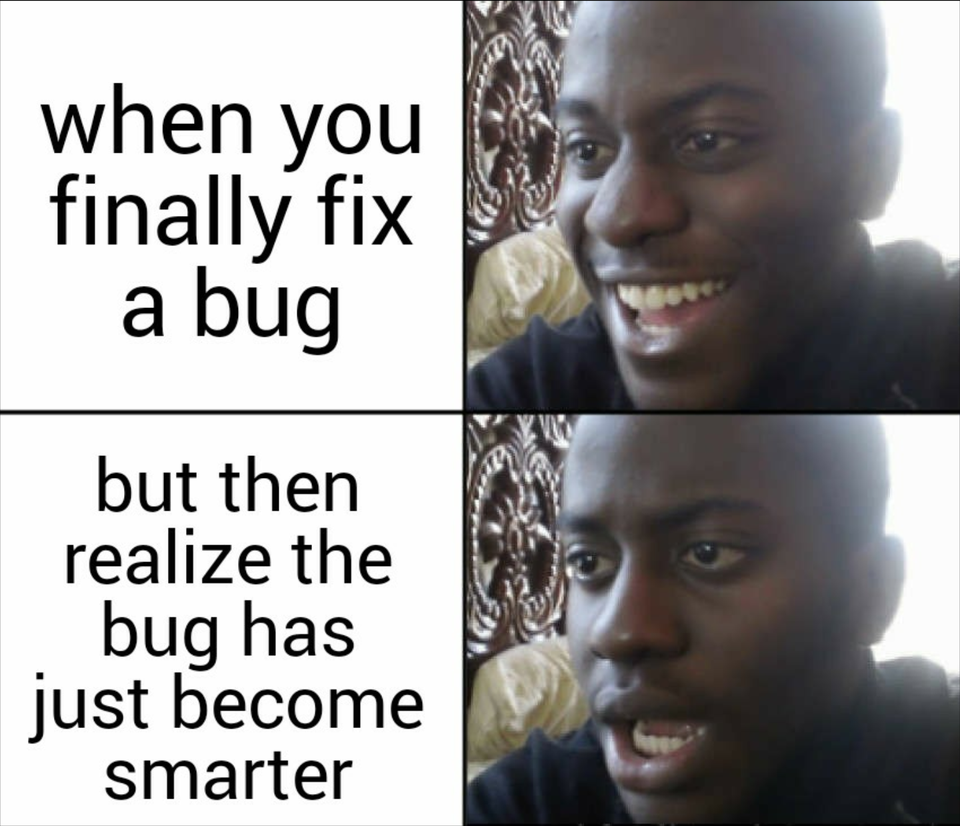 when you
finally fix
a bug
but then
realize the
bug has
just become
smarter